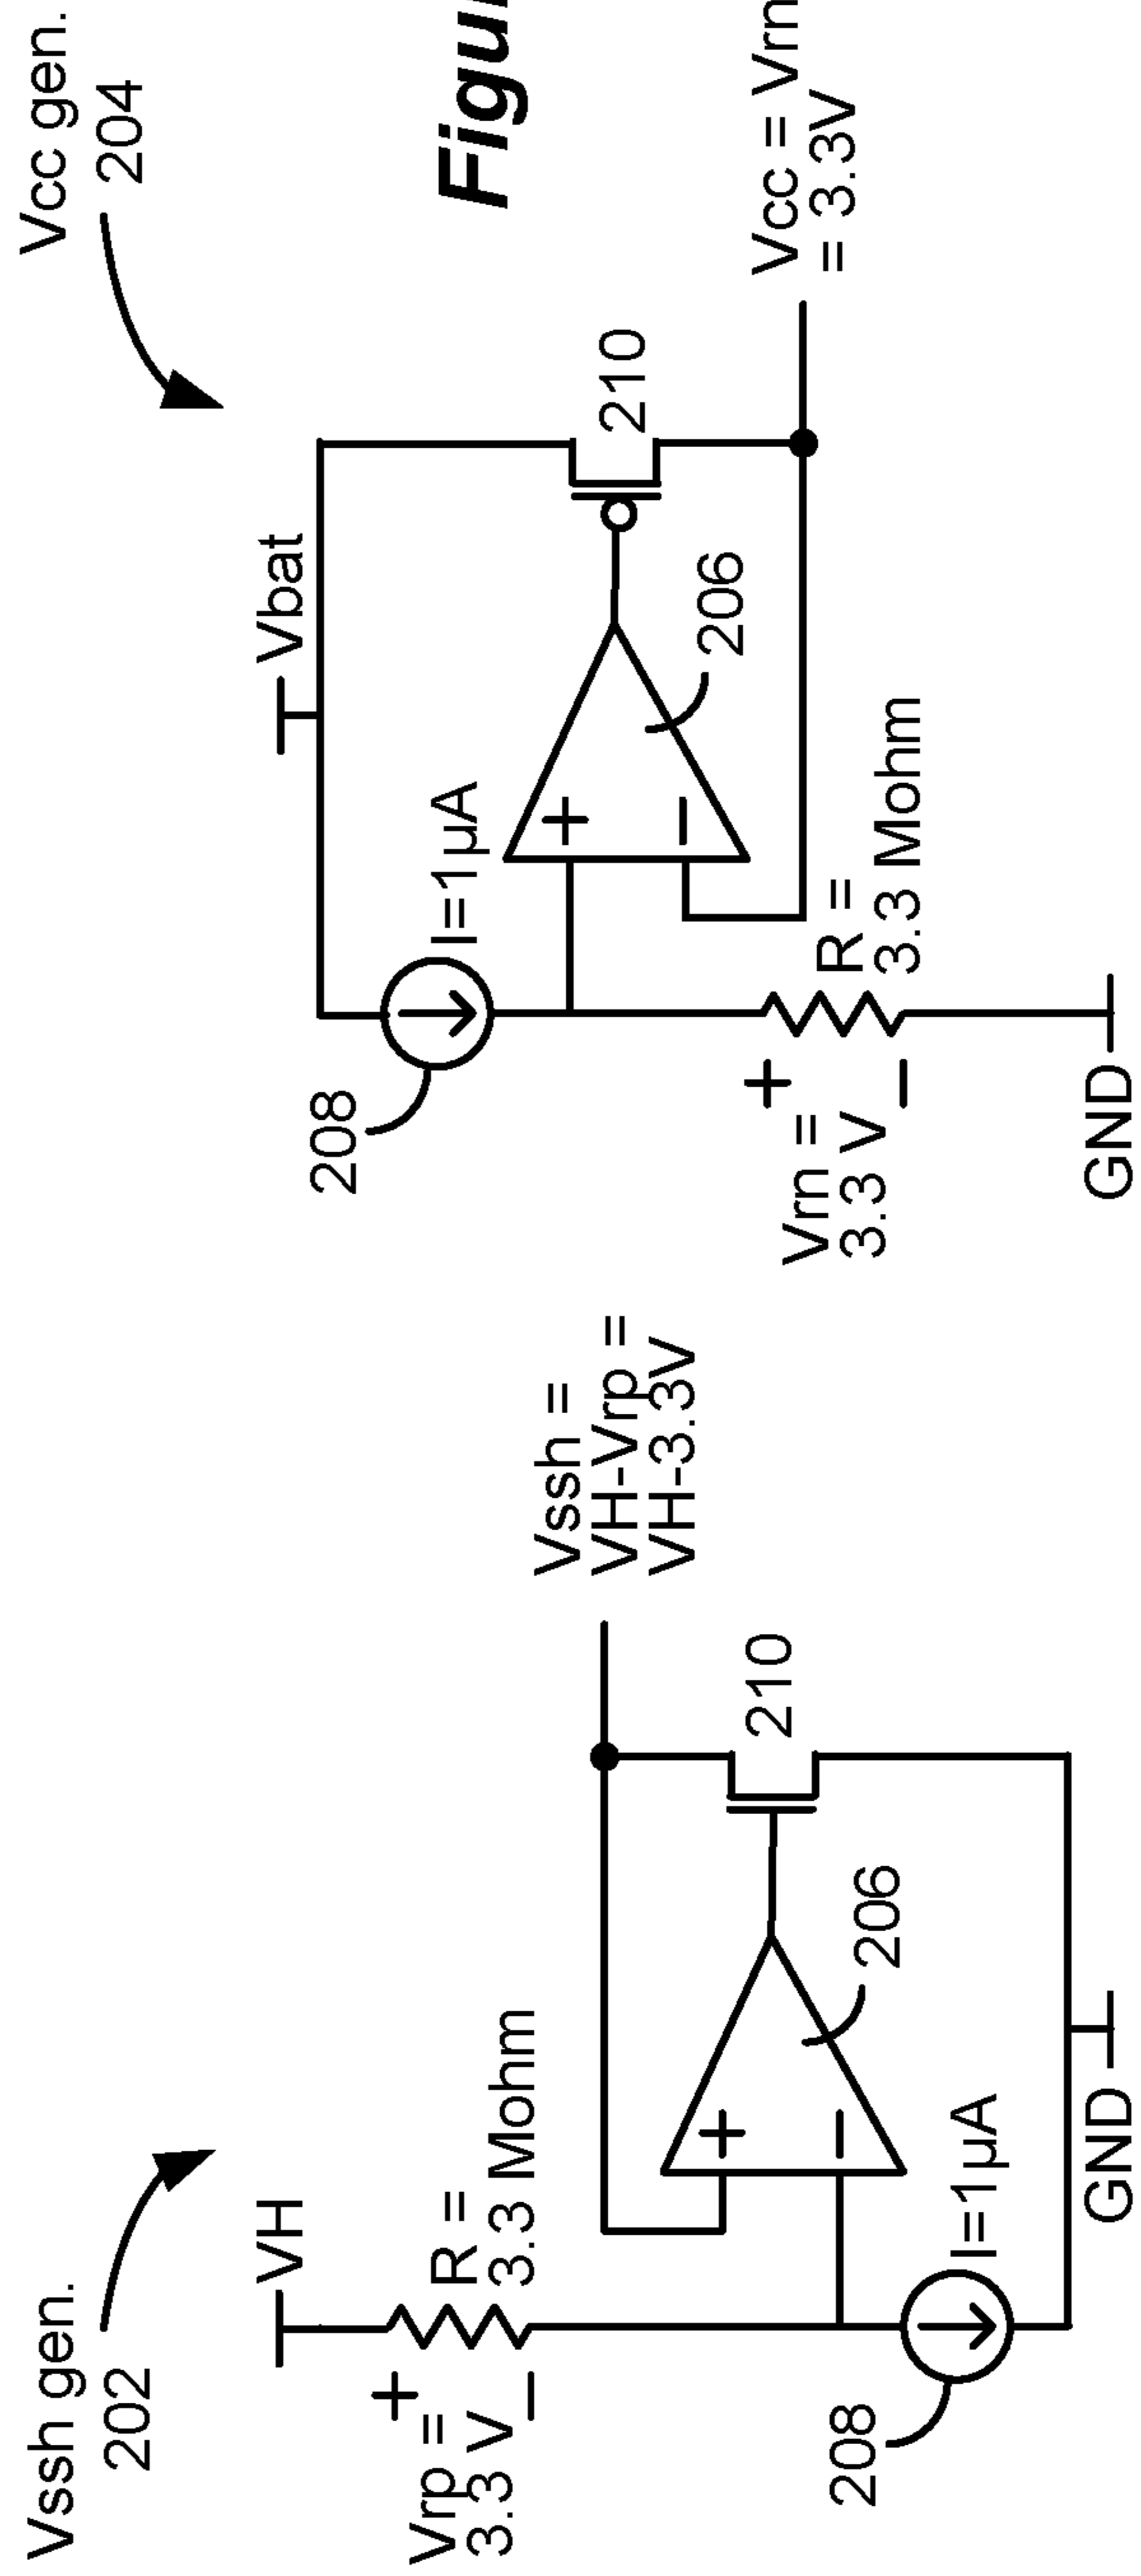 Vssh gen.
202
VH
Vrp =
3.3 V
+
–
R =
3.3 Mohm
208
I=1µA
+
–
206
210
GND
Vssh =
VH-Vrp =
VH-3.3V
Vcc gen.
204
Vbat
208
I=1µA
+
–
206
210
Vrn =
3.3 V
+
–
R =
3.3 Mohm
GND
Vcc = Vrn
= 3.3V